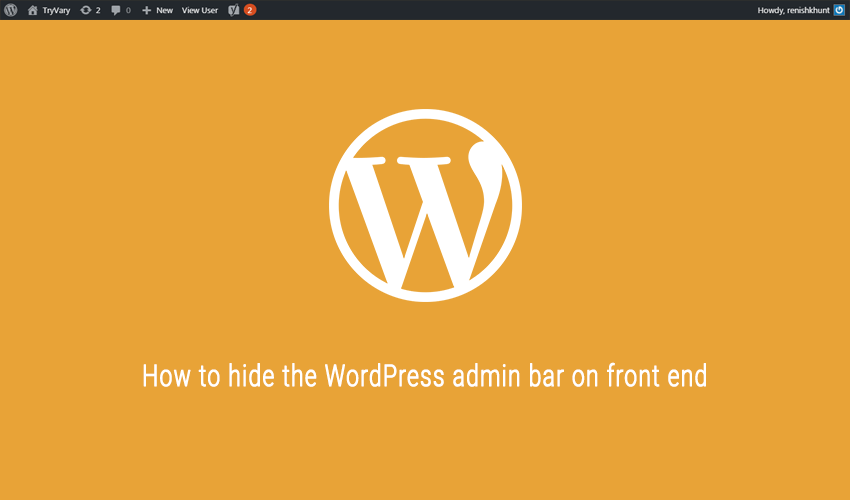 TryVary 2 0 New View User 2 Howdy, renishkhunt
How to hide the WordPress admin bar on front end